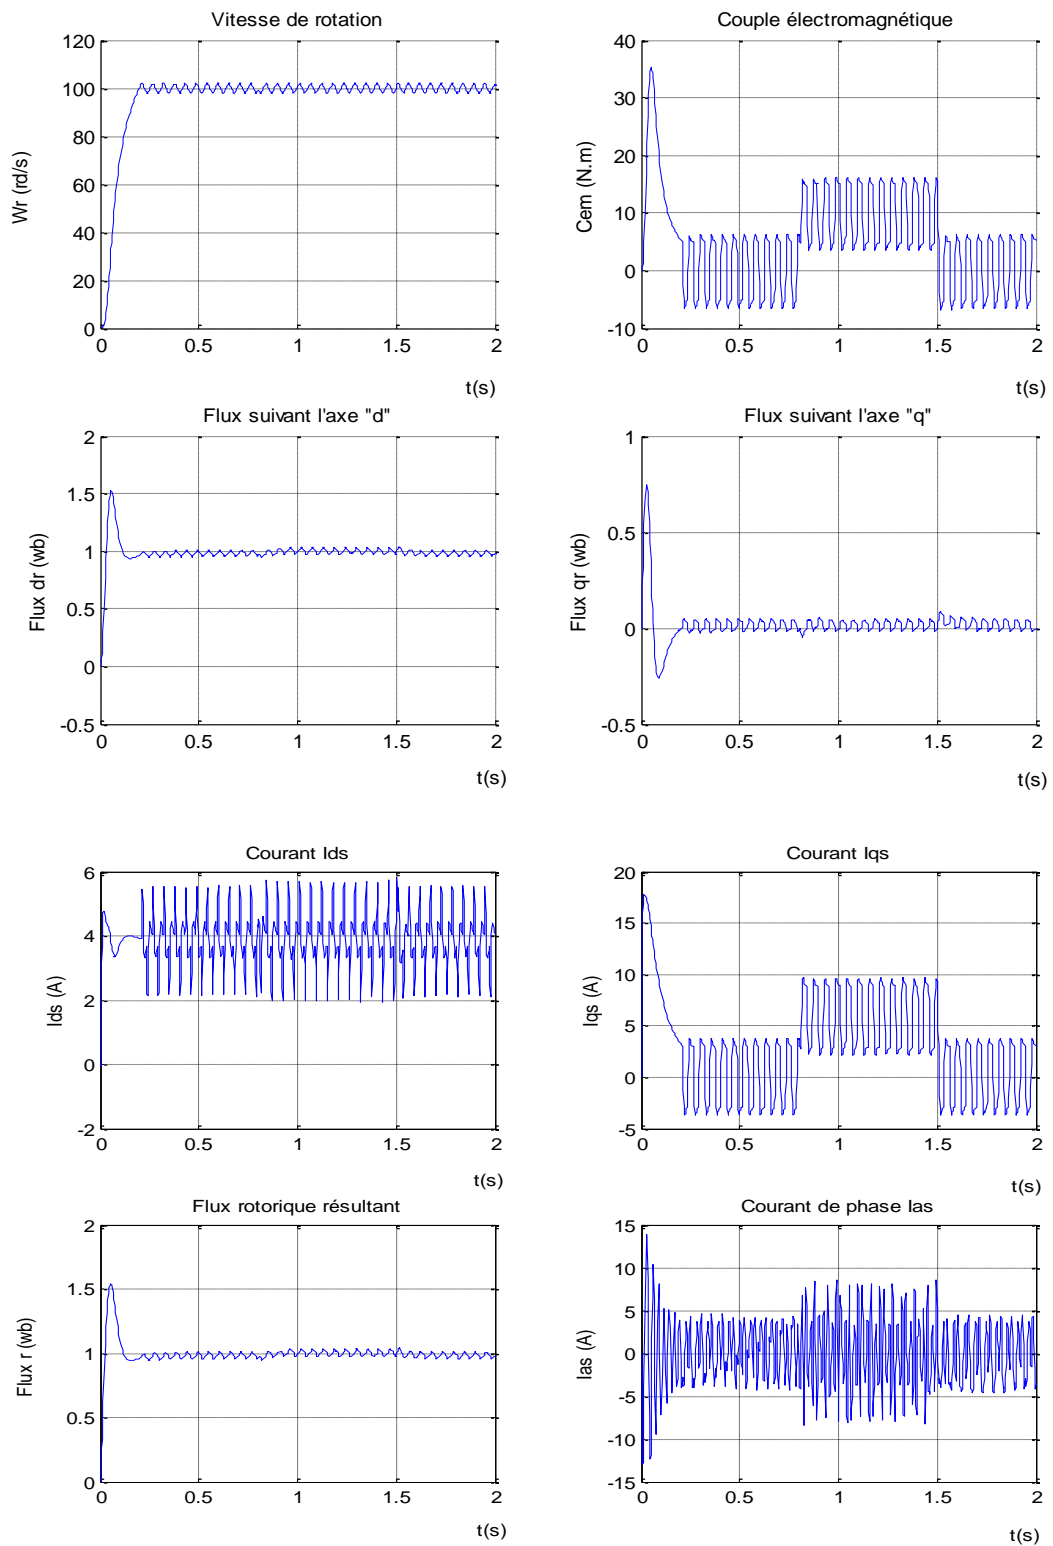 Vitesse de rotation
120
100
80
60
40
20
0
0 0.5 1 1.5 2
Wr (rd/s)
t(s)
Couple électromagnétique
40
30
20
10
0
-10
0 0.5 1 1.5 2
Cem (N.m)
t(s)
Flux suivant l'axe "d"
2
1.5
1
0.5
0
-0.5
0 0.5 1 1.5 2
Flux dr (wb)
t(s)
Flux suivant l'axe "q"
1
0.5
0
-0.5
0 0.5 1 1.5 2
Flux qr (wb)
t(s)
Courant Ids
6
4
2
0
-2
0 0.5 1 1.5 2
Ids (A)
t(s)
Courant Iqs
20
15
10
5
0
-5
0 0.5 1 1.5 2
Iqs (A)
t(s)
Flux rotorique résultant
2
1.5
1
0.5
0
0 0.5 1 1.5 2
Flux r (wb)
t(s)
Courant de phase Ias
15
10
5
0
-5
-10
-15
0 0.5 1 1.5 2
Ias (A)
t(s)